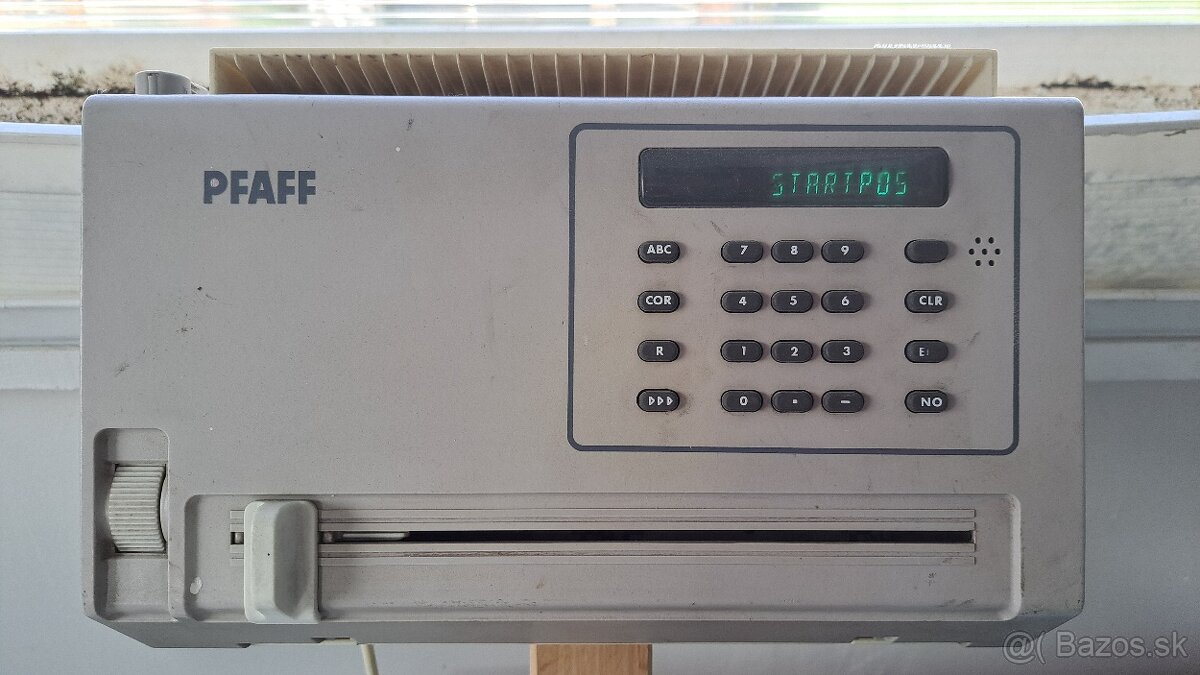 PFAFF
STARTPOS
ABC 7 8 9
COR 4 5 6 CLR
R 1 2 3 E
▷▷▷ 0 . – NO
@( Bazos.sk